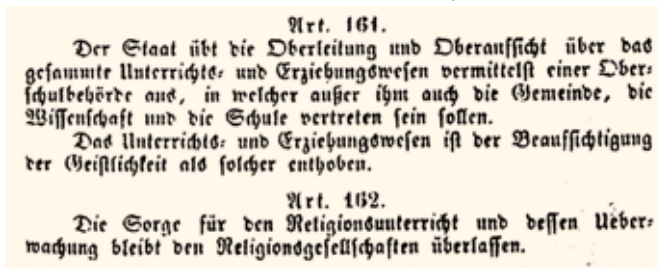 Art. 161.
Der Staat übt die Oberleitung und Oberaufsicht über das
gesammte Unterrichts- und Erziehungswesen vermittelst einer Ober-
schulbehörde aus, in welcher außer ihm auch die Gemeinde, die
Wissenschaft und die Schule vertreten sein sollen.
Das Unterrichts- und Erziehungswesen ist der Beaufsichtigung
der Geistlichkeit als solcher enthoben.
Art. 162.
Die Sorge für den Religionsunterricht und dessen Ueber-
wachung bleibt den Religionsgesellschaften überlassen.